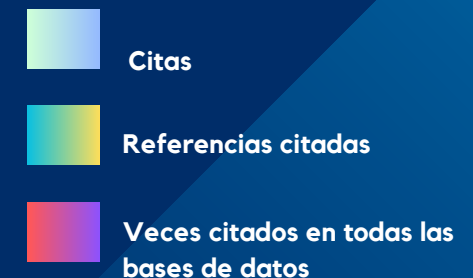 Citas
Referencias citadas
Veces citados en todas las
bases de datos